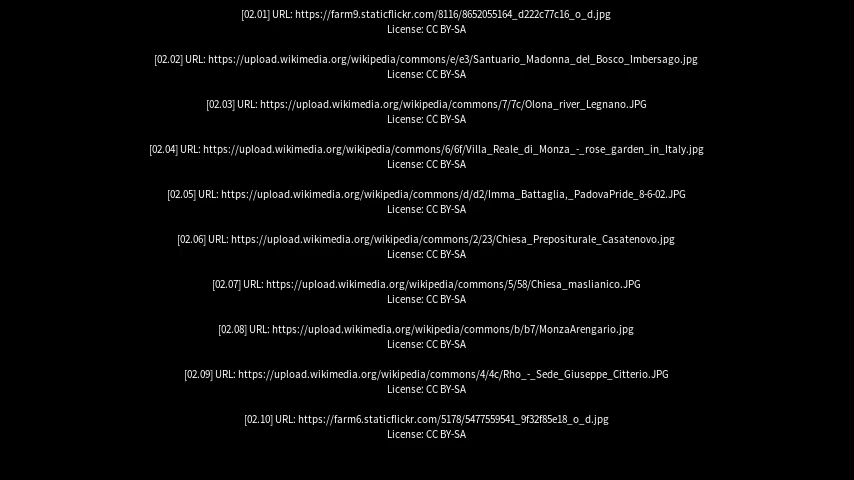 [02.01] URL: https://farm9.staticflickr.com/8116/8652055164_d222c77c16_o_d.jpg
License: CC BY-SA
[02.02] URL: https://upload.wikimedia.org/wikipedia/commons/e/e3/Santuario_Madonna_del_Bosco_Imbersago.jpg
License: CC BY-SA
[02.03] URL: https://upload.wikimedia.org/wikipedia/commons/7/7c/Olona_river_Legnano.JPG
License: CC BY-SA
[02.04] URL: https://upload.wikimedia.org/wikipedia/commons/6/6f/Villa_Reale_di_Monza_-_rose_garden_in_Italy.jpg
License: CC BY-SA
[02.05] URL: https://upload.wikimedia.org/wikipedia/commons/d/d2/Imma_Battaglia,_PadovaPride_8-6-02.JPG
License: CC BY-SA
[02.06] URL: https://upload.wikimedia.org/wikipedia/commons/2/23/Chiesa_Prepositurale_Casatenovo.jpg
License: CC BY-SA
[02.07] URL: https://upload.wikimedia.org/wikipedia/commons/5/58/Chiesa_maslianico.JPG
License: CC BY-SA
[02.08] URL: https://upload.wikimedia.org/wikipedia/commons/b/b7/MonzaArengario.jpg
License: CC BY-SA
[02.09] URL: https://upload.wikimedia.org/wikipedia/commons/4/4c/Rho_-_Sede_Giuseppe_Citterio.JPG
License: CC BY-SA
[02.10] URL: https://farm6.staticflickr.com/5178/5477559541_9f32f85e18_o_d.jpg
License: CC BY-SA